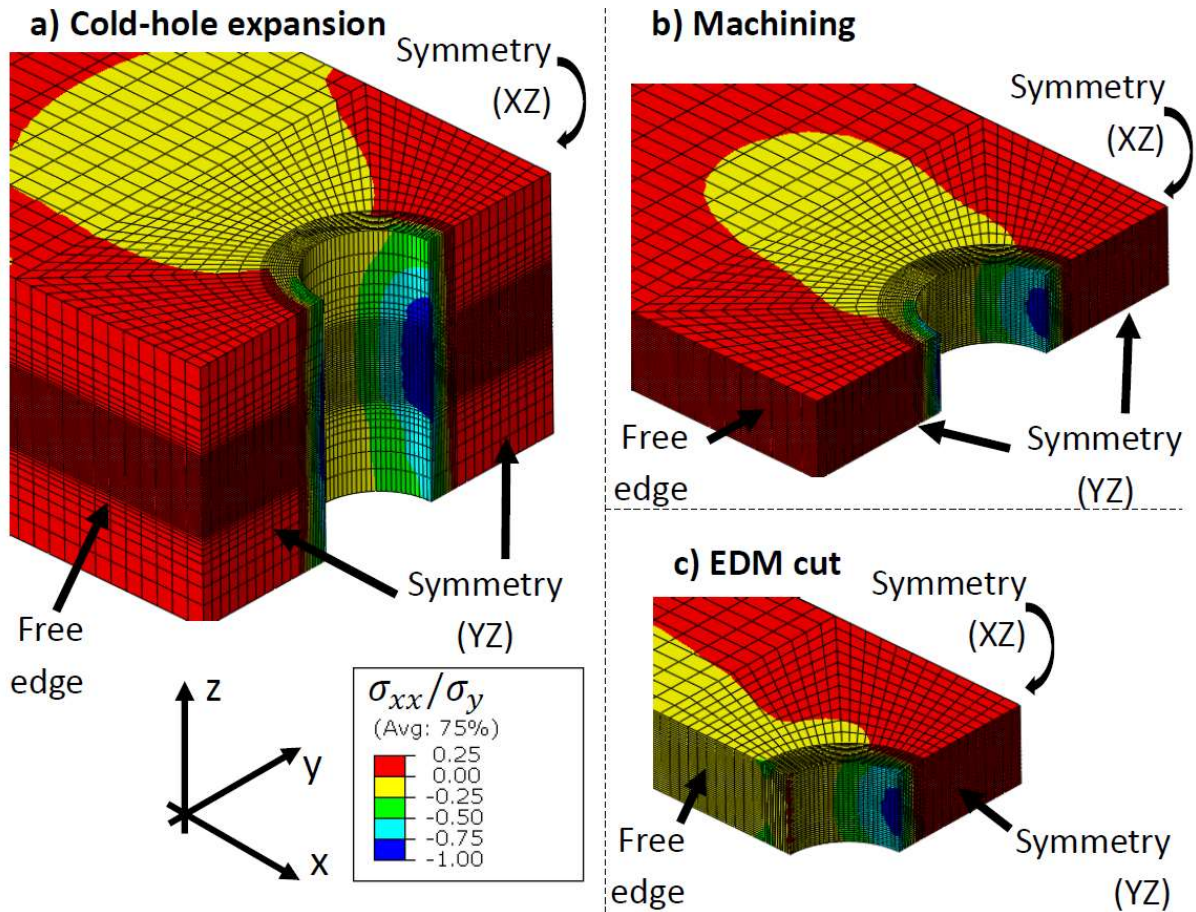 a) Cold-hole expansion
Symmetry
(XZ)
Free
edge
Symmetry
(YZ)
z
y
x
σxx/σy
(Avg: 75%)
0.25
0.00
-0.25
-0.50
-0.75
-1.00
b) Machining
Symmetry
(XZ)
Free
edge
Symmetry
(YZ)
c) EDM cut
Symmetry
(XZ)
Free
edge
Symmetry
(YZ)